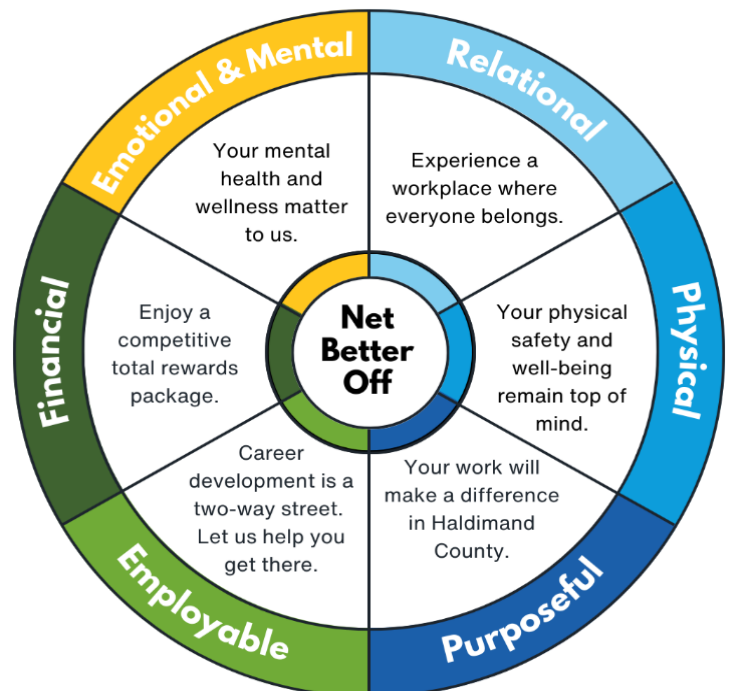 Emotional & Mental
Your mental
health and
wellness matter
to us.
Relational
Experience a
workplace where
everyone belongs.
Physical
Your physical
safety and
well-being
remain top of
mind.
Purposeful
Your work will
make a difference
in Haldimand
County.
Employable
Career
development is a
two-way street.
Let us help you
get there.
Financial
Enjoy a
competitive
total rewards
package.
Net
Better
Off